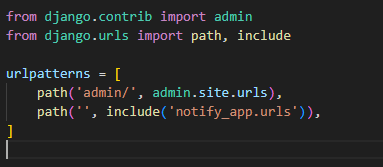 from django.contrib import admin
from django.urls import path, include

urlpatterns = [
    path('admin/', admin.site.urls),
    path('', include('notify_app.urls')),
]